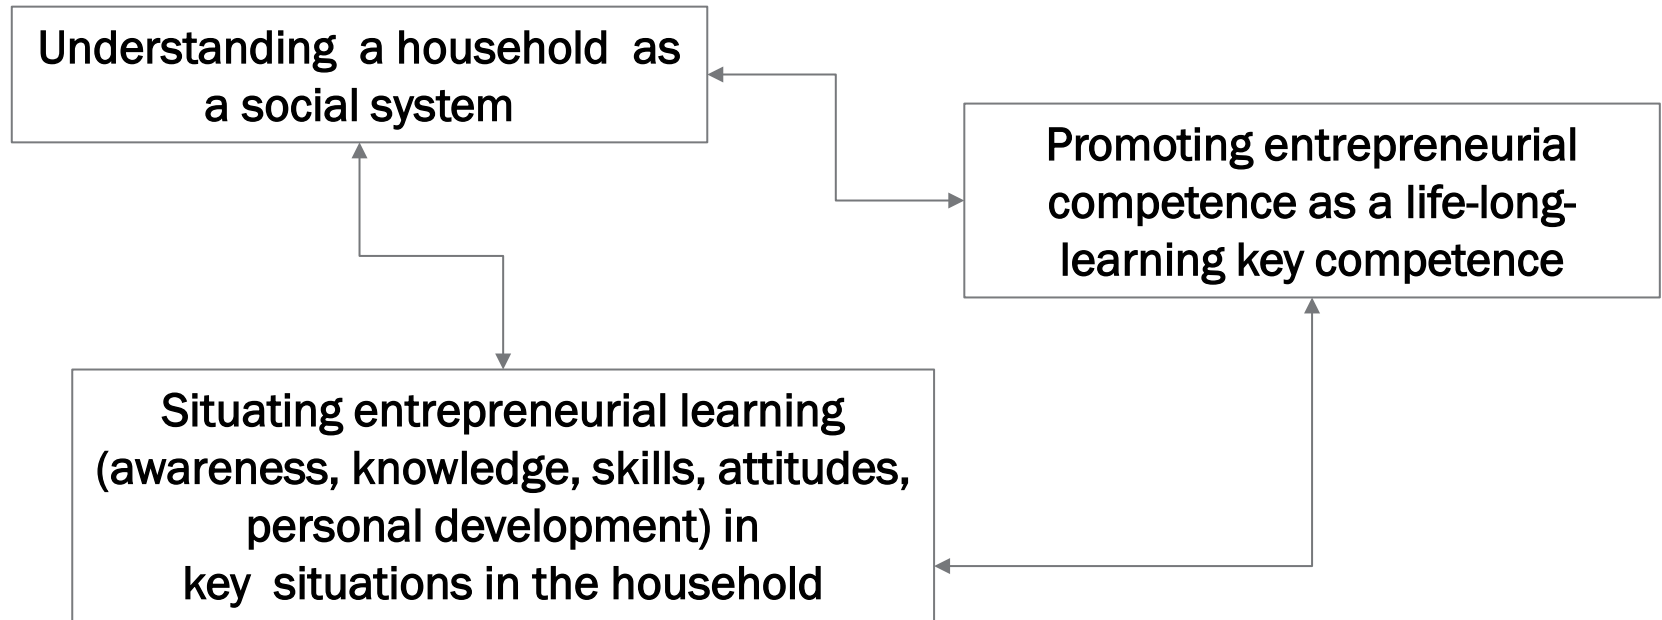 Understanding a household as
a social system
Promoting entrepreneurial
competence as a life-long-
learning key competence
Situating entrepreneurial learning
(awareness, knowledge, skills, attitudes,
personal development) in
key situations in the household